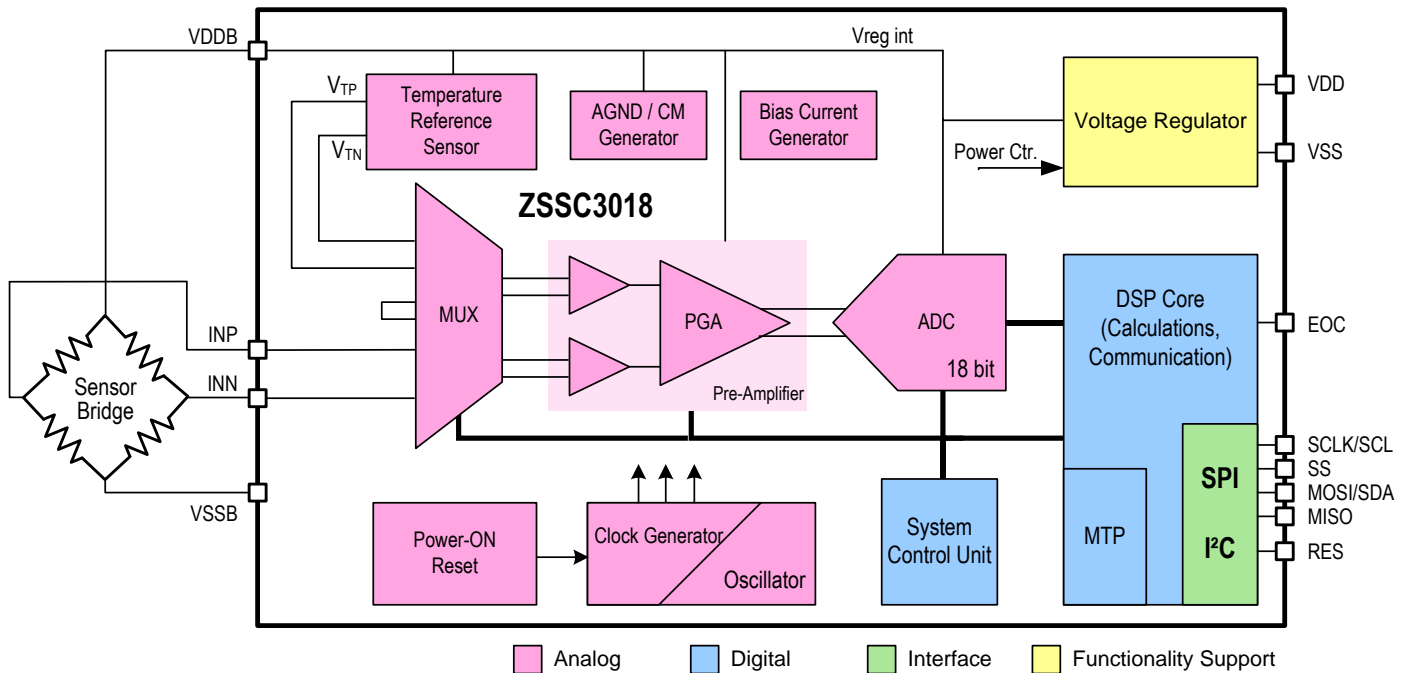 VDDB
Vreg int
VTP
Temperature
Reference
Sensor
AGND / CM
Generator
Bias Current
Generator
Voltage Regulator
VDD
VTN
Power Ctr.
VSS
ZSSC3018
MUX
PGA
ADC
18 bit
Pre-Amplifier
DSP Core
(Calculations,
Communication)
EOC
INP
INN
Sensor
Bridge
VSSB
Power-ON
Reset
Clock Generator
Oscillator
System
Control Unit
MTP
SPI
I²C
SCLK/SCL
SS
MOSI/SDA
MISO
RES
Analog
Digital
Interface
Functionality Support